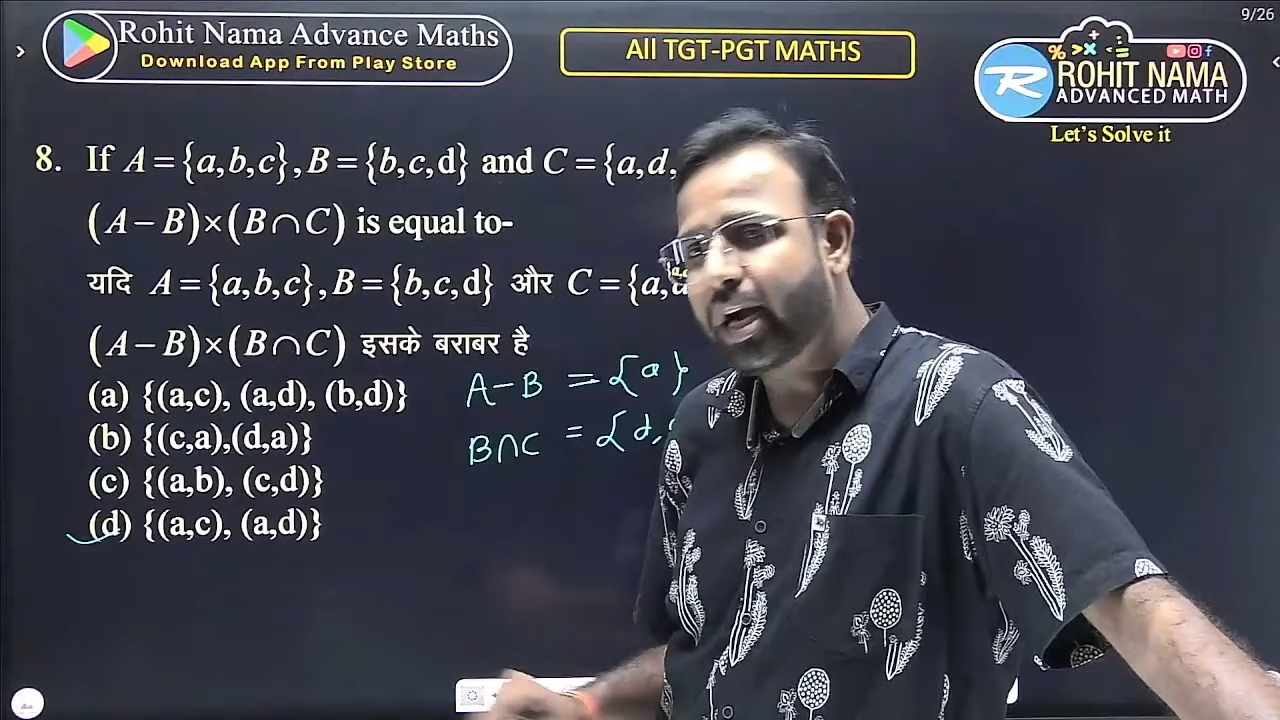 9/26
Rohit Nama Advance Maths
Download App From Play Store
All TGT-PGT MATHS
ROHIT NAMA
ADVANCED MATH
Let's Solve it
8. If A = {a,b,c}, B = {b,c,d} and C = {a,d,
(A − B)×(B∩C) is equal to-
यदि A = {a,b,c}, B = {b,c,d} और C = {a,
(A − B)×(B∩C) इसके बराबर है
(a) {(a,c), (a,d), (b,d)}
(b) {(c,a),(d,a)}
(c) {(a,b), (c,d)}
(d) {(a,c), (a,d)}
A-B = {a}
B∩C = {d,